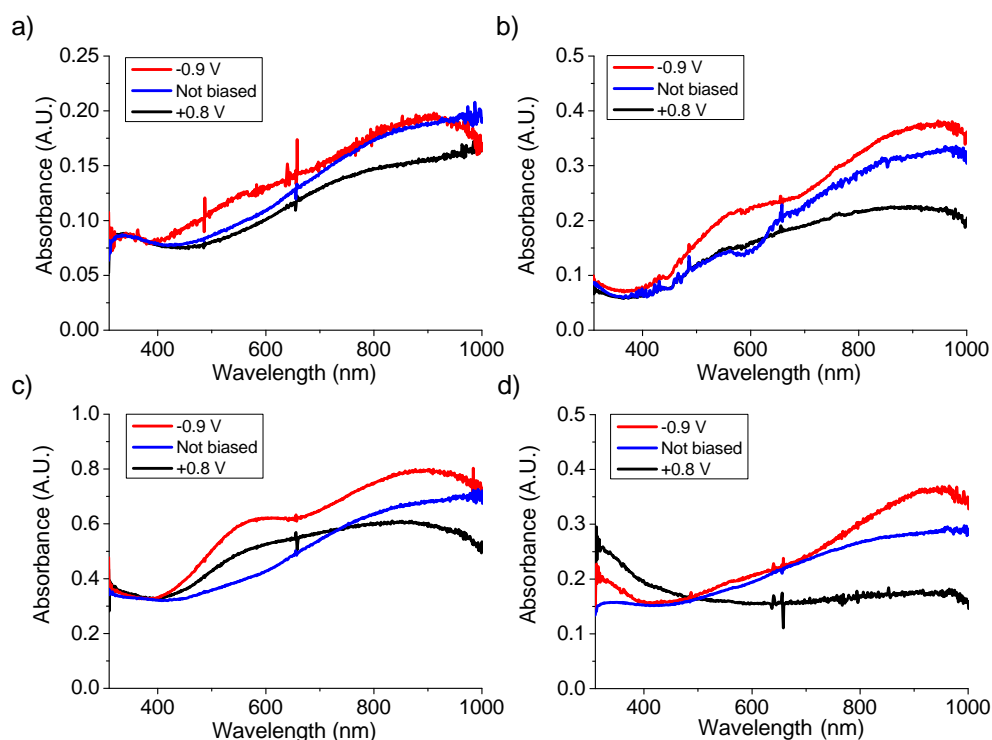 a)
0.25
0.20
0.15
0.10
0.05
0.00
Absorbance (A.U.)
-0.9 V
Not biased
+0.8 V
400 600 800 1000
Wavelength (nm)
b)
0.5
0.4
0.3
0.2
0.1
0.0
Absorbance (A.U.)
-0.9 V
Not biased
+0.8 V
400 600 800 1000
Wavelength (nm)
c)
1.0
0.8
0.6
0.4
0.2
0.0
Absorbance (A.U.)
-0.9 V
Not biased
+0.8 V
400 600 800 1000
Wavelength (nm)
d)
0.5
0.4
0.3
0.2
0.1
0.0
Absorbance (A.U.)
-0.9 V
Not biased
+0.8 V
400 600 800 1000
Wavelength (nm)